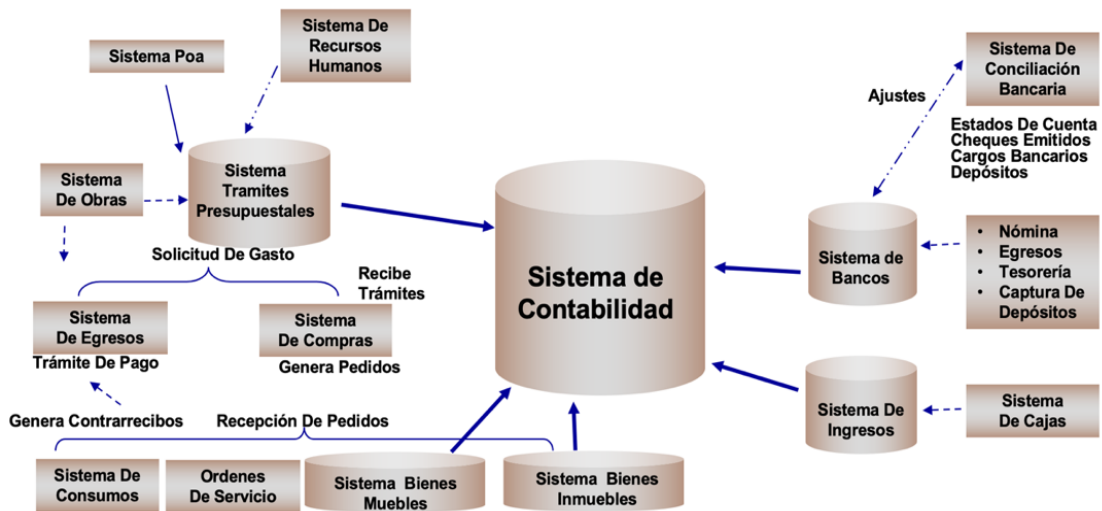 Sistema Poa
Sistema De
Recursos
Humanos
Sistema
De Obras
Sistema
Tramites
Presupuestales
Solicitud De Gasto
Recibe
Trámites
Sistema
De Egresos
Trámite De Pago
Sistema
De Compras
Genera Pedidos
Genera Contrarrecibos
Recepción De Pedidos
Sistema De
Consumos
Ordenes
De Servicio
Sistema Bienes
Muebles
Sistema Bienes
Inmuebles
Sistema de
Contabilidad
Ajustes
Sistema De
Conciliación
Bancaria
Estados De Cuenta
Cheques Emitidos
Cargos Bancarios
Depósitos
Sistema de
Bancos
• Nómina
• Egresos
• Tesorería
• Captura De
Depósitos
Sistema De
Ingresos
Sistema
De Cajas